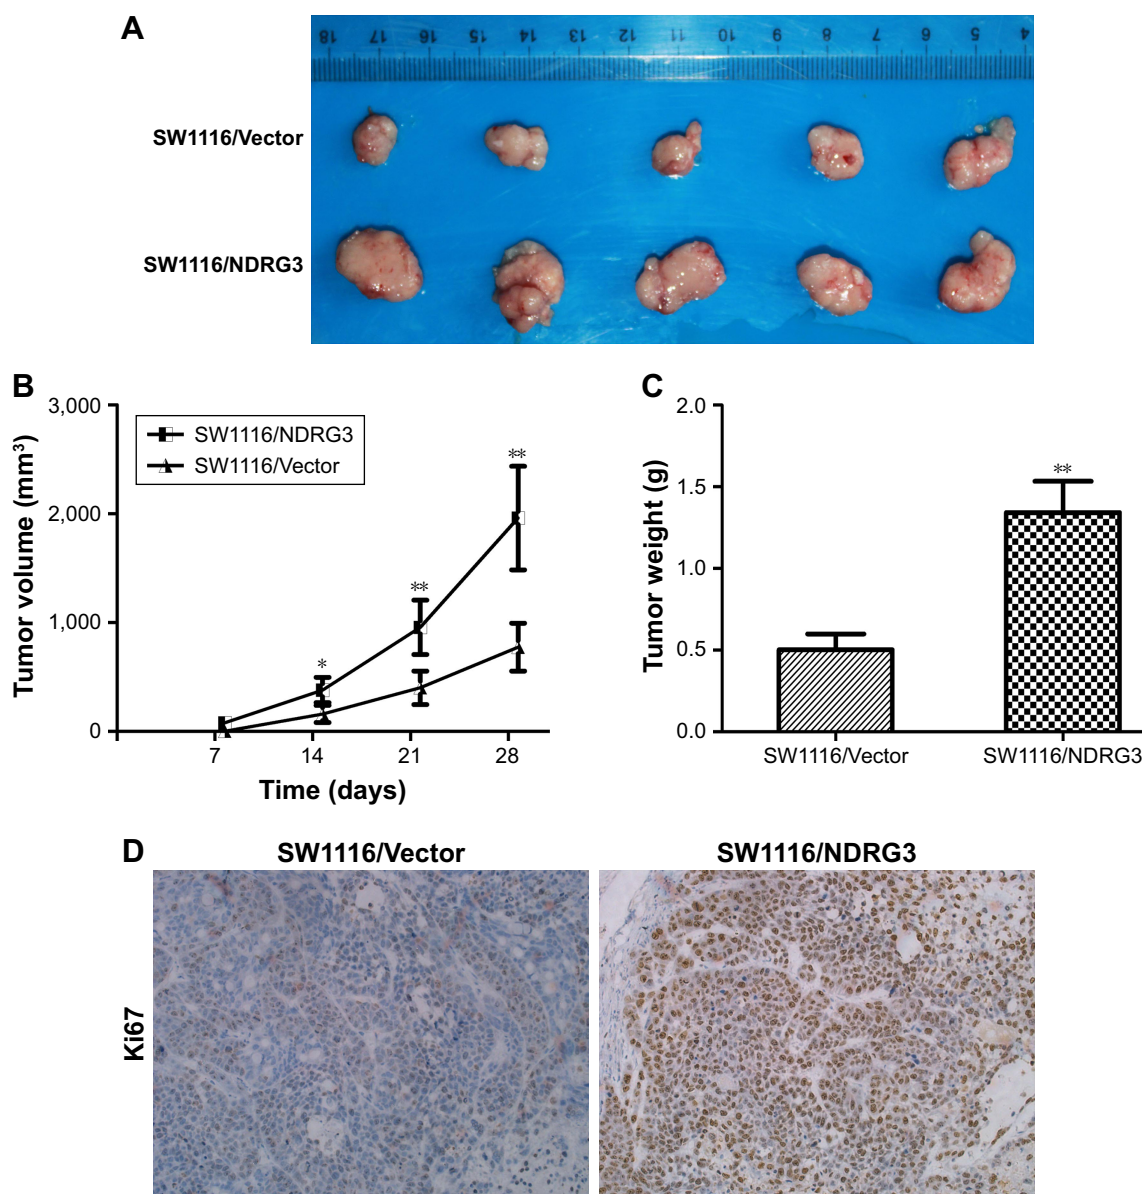 A
18 17 16 15 14 13 12 11 10 9 8 7 6 5 4
SW1116/Vector
SW1116/NDRG3
B
3,000
2,000
1,000
0
Tumor volume (mm³)
SW1116/NDRG3
SW1116/Vector
*
**
**
7 14 21 28
Time (days)
C
2.0
1.5
1.0
0.5
0.0
Tumor weight (g)
**
SW1116/Vector SW1116/NDRG3
D
SW1116/Vector SW1116/NDRG3
Ki67